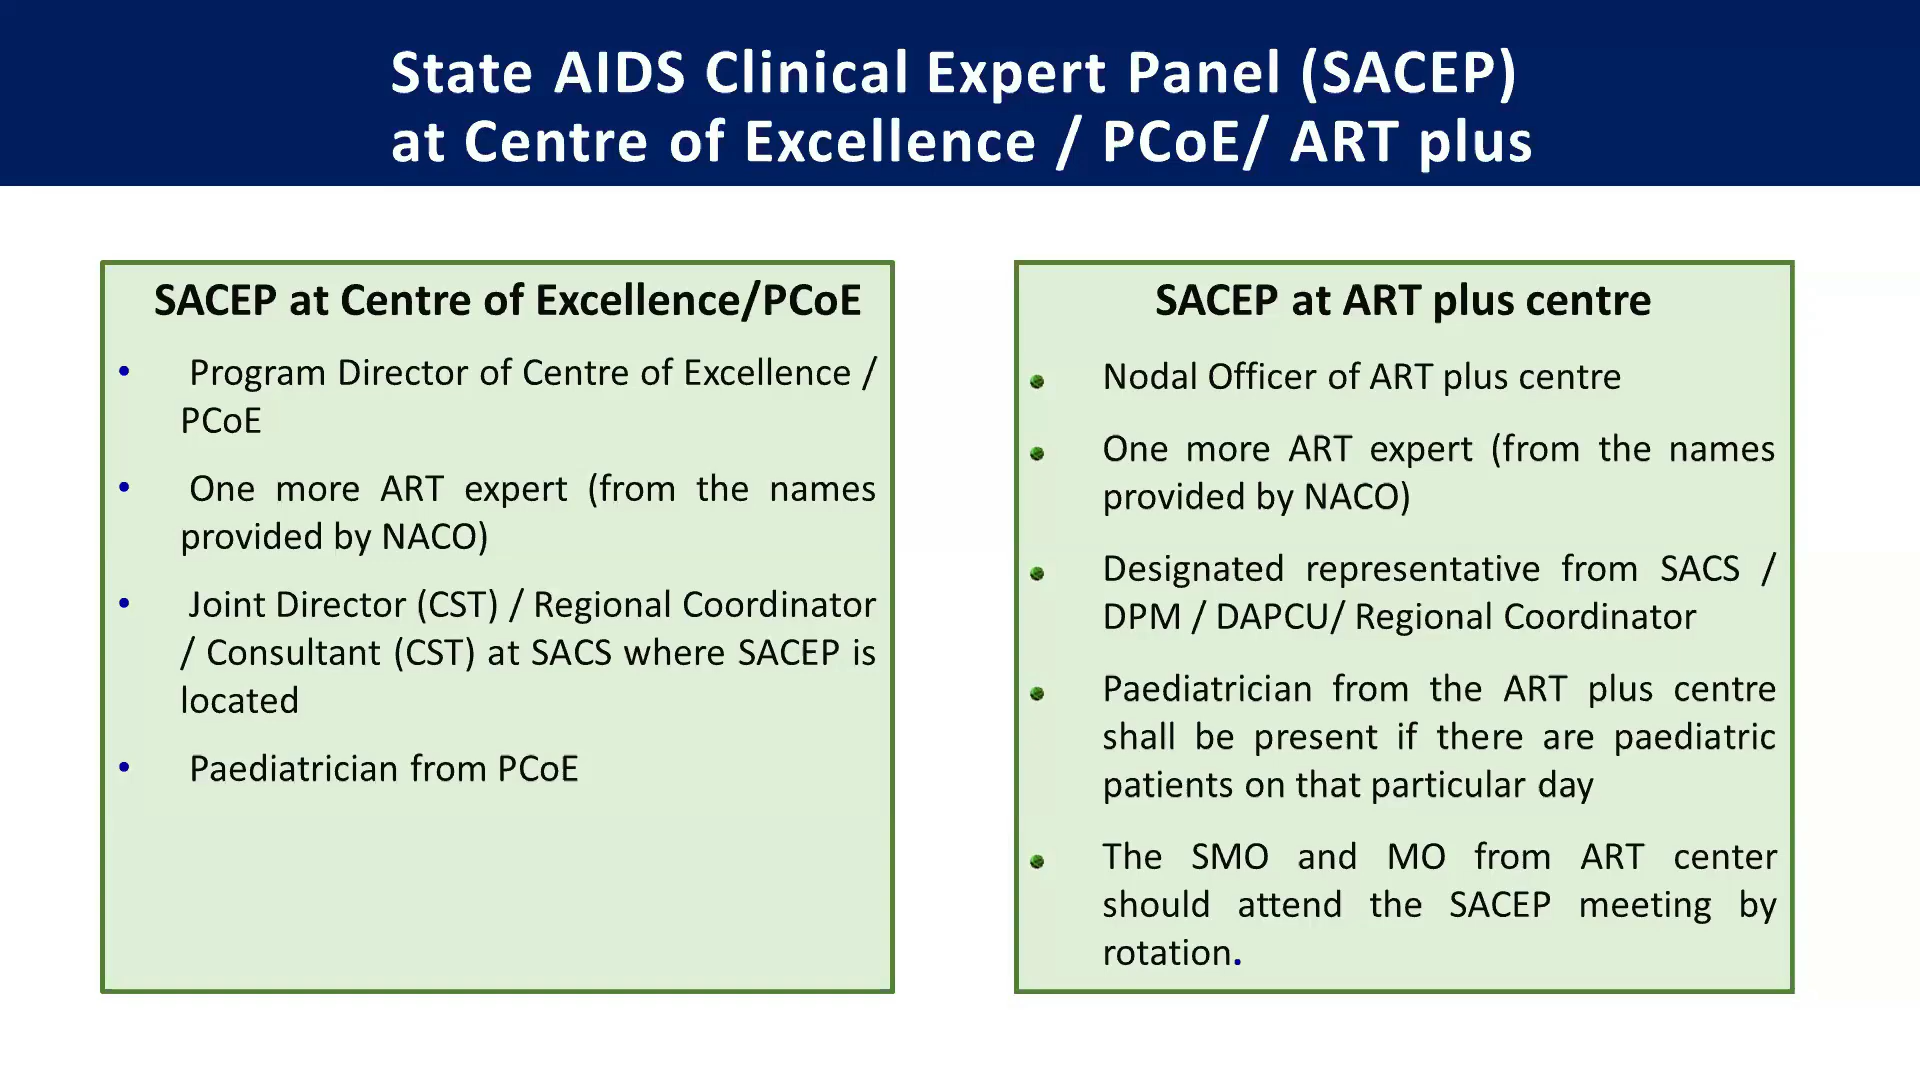 State AIDS Clinical Expert Panel (SACEP)
at Centre of Excellence / PCoE/ ART plus
SACEP at Centre of Excellence/PCoE
• Program Director of Centre of Excellence /
PCoE
• One more ART expert (from the names
provided by NACO)
• Joint Director (CST) / Regional Coordinator
/ Consultant (CST) at SACS where SACEP is
located
• Paediatrician from PCoE
SACEP at ART plus centre
Nodal Officer of ART plus centre
One more ART expert (from the names
provided by NACO)
Designated representative from SACS /
DPM / DAPCU/ Regional Coordinator
Paediatrician from the ART plus centre
shall be present if there are paediatric
patients on that particular day
The SMO and MO from ART center
should attend the SACEP meeting by
rotation.